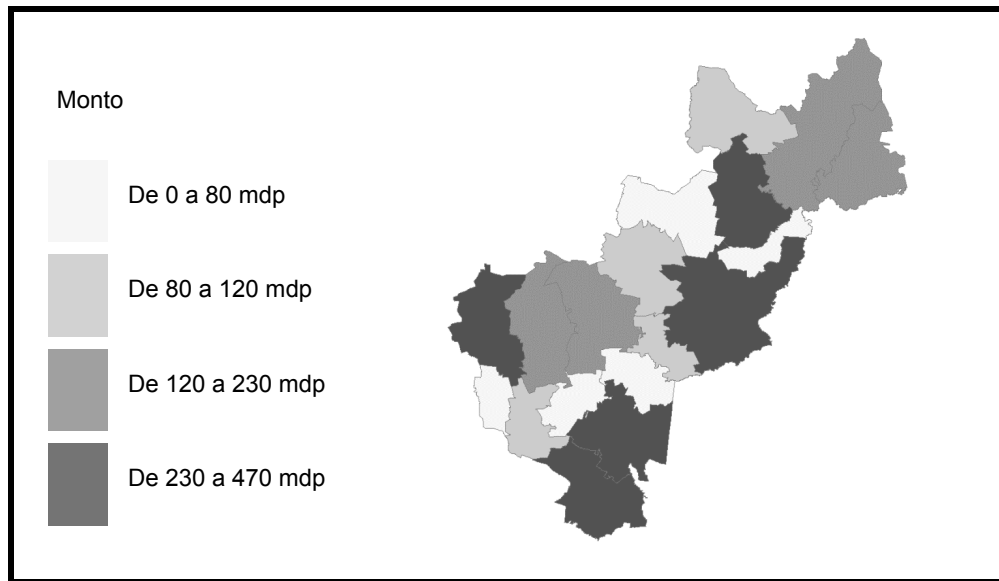 Monto
De 0 a 80 mdp
De 80 a 120 mdp
De 120 a 230 mdp
De 230 a 470 mdp